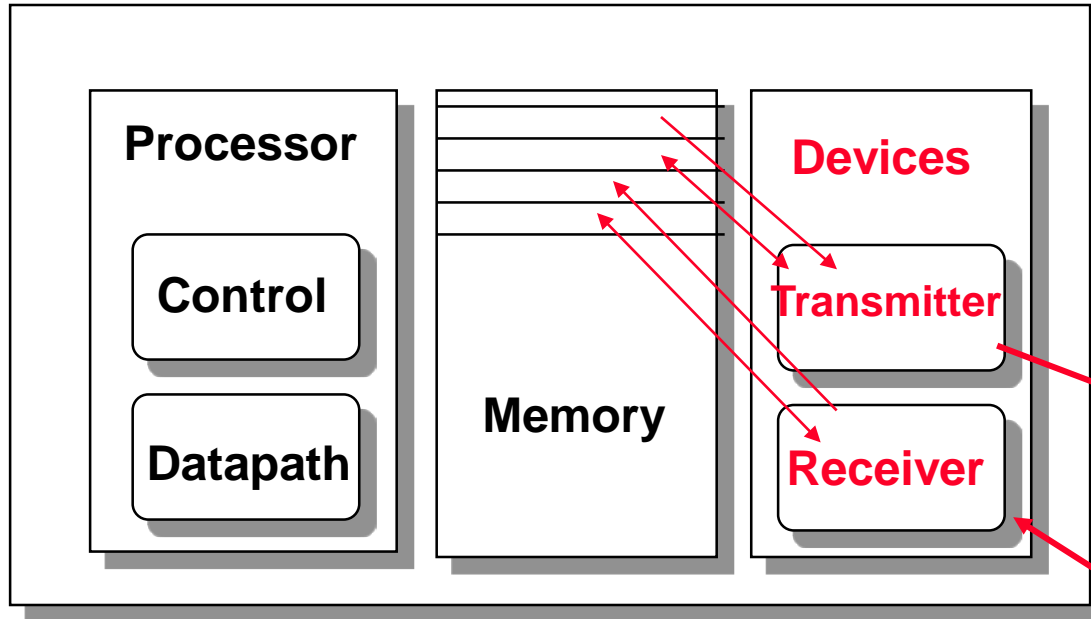 Processor
Control
Datapath
Memory
Devices
Transmitter
Receiver